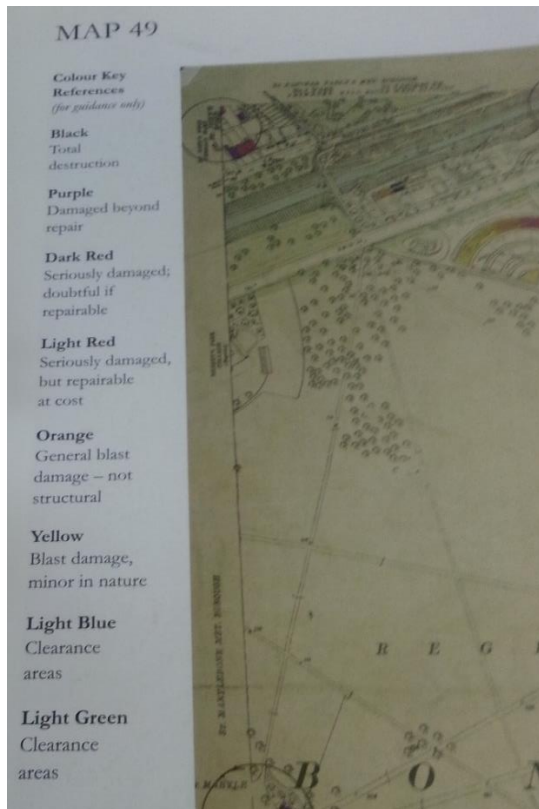 MAP 49
Colour Key
References
(for guidance only)
Black
Total
destruction
Purple
Damaged beyond
repair
Dark Red
Seriously damaged;
doubtful if
repairable
Light Red
Seriously damaged,
but repairable
at cost
Orange
General blast
damage – not
structural
Yellow
Blast damage,
minor in nature
Light Blue
Clearance
areas
Light Green
Clearance
areas
R E G
B O